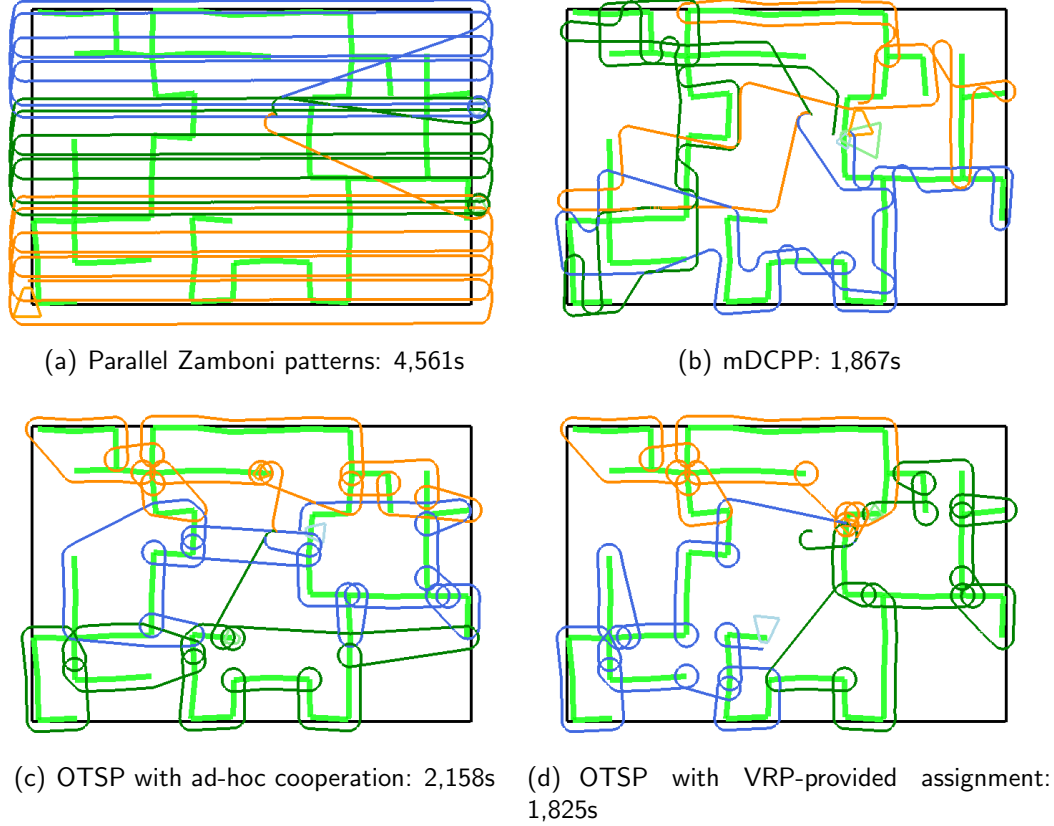 (a) Parallel Zamboni patterns: 4,561s
(b) mDCPP: 1,867s
(c) OTSP with ad-hoc cooperation: 2,158s
(d) OTSP with VRP-provided assignment:
1,825s